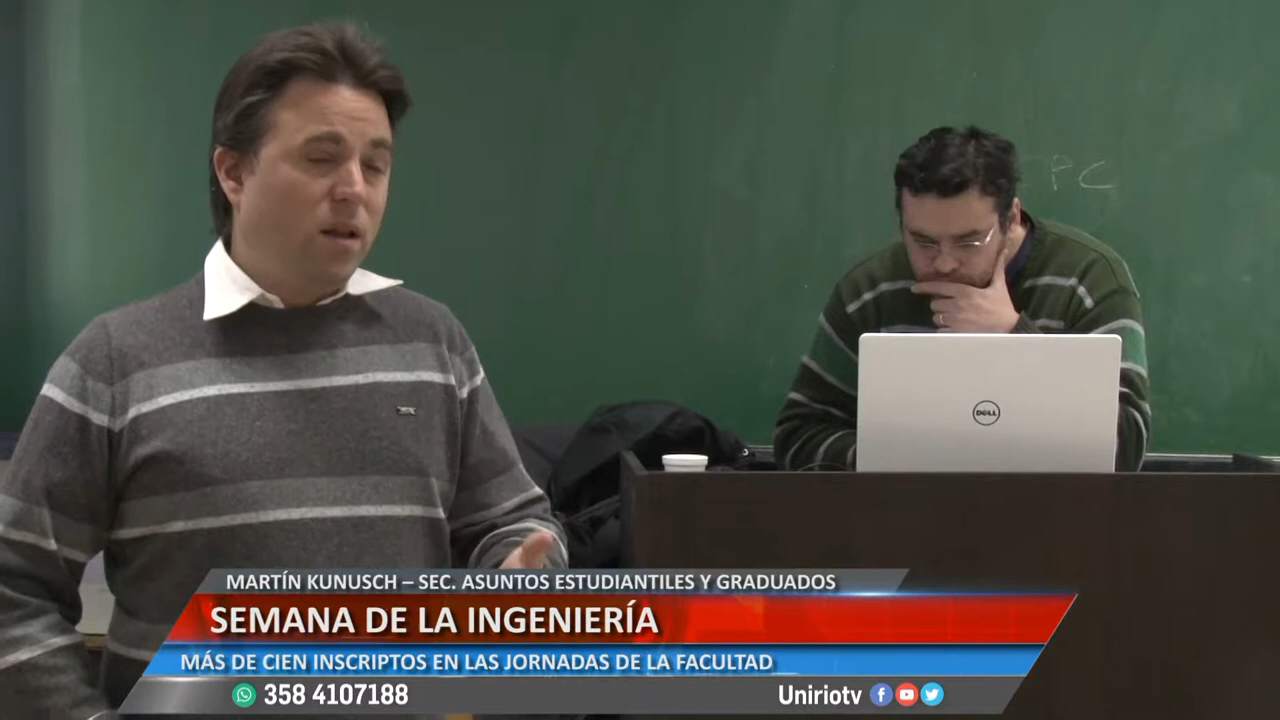 TPC
DELL
MARTÍN KUNUSCH – SEC. ASUNTOS ESTUDIANTILES Y GRADUADOS
SEMANA DE LA INGENIERÍA
MÁS DE CIEN INSCRIPTOS EN LAS JORNADAS DE LA FACULTAD
358 4107188 Uniriotv